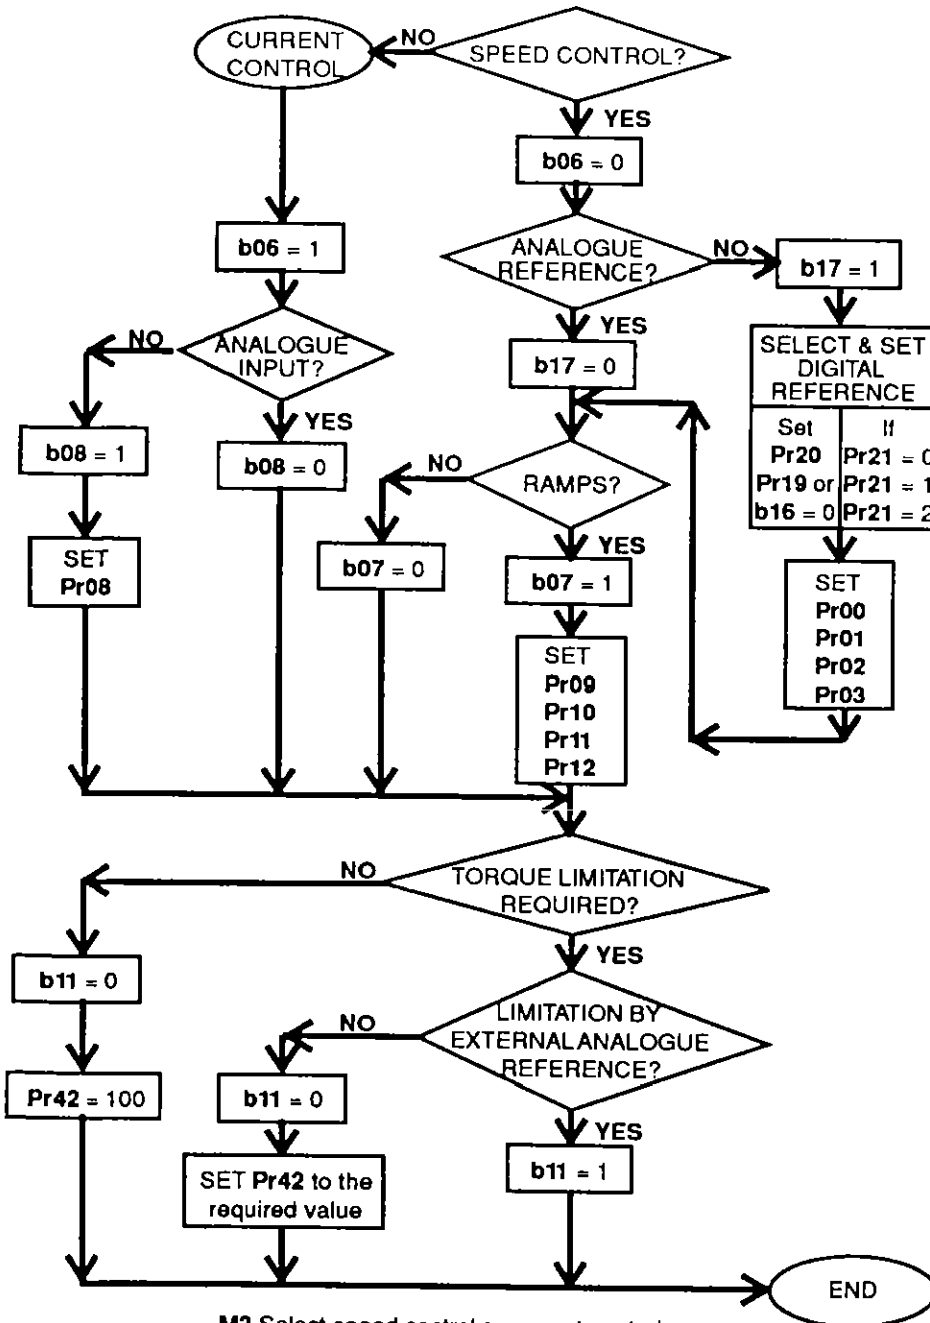 CURRENT
CONTROL
NO
SPEED CONTROL?
YES
b06 = 0
b06 = 1
ANALOGUE
REFERENCE?
NO
b17 = 1
YES
b17 = 0
NO
ANALOGUE
INPUT?
YES
b08 = 1
b08 = 0
SET
Pr08
SELECT & SET
DIGITAL
REFERENCE
Set If
Pr20 Pr21 = 0
Pr19 or Pr21 = 1
b16 = 0 Pr21 = 2
NO
RAMPS?
YES
b07 = 0
b07 = 1
SET
Pr00
Pr01
Pr02
Pr03
SET
Pr09
Pr10
Pr11
Pr12
NO
TORQUE LIMITATION
REQUIRED?
YES
b11 = 0
Pr42 = 100
NO
LIMITATION BY
EXTERNAL ANALOGUE
REFERENCE?
YES
b11 = 0
b11 = 1
SET Pr42 to the
required value
END